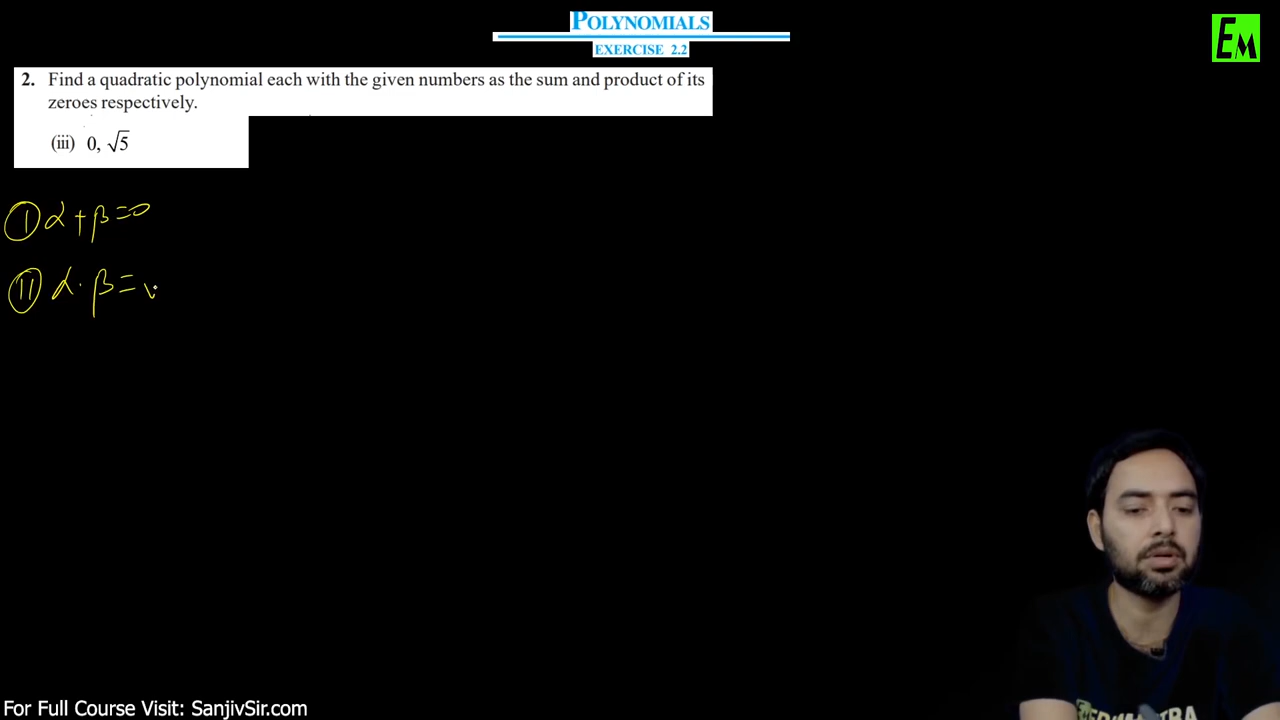 POLYNOMIALS
EXERCISE 2.2
EM
2. Find a quadratic polynomial each with the given numbers as the sum and product of its
zeroes respectively.
(iii) 0, √5
I α + β = 0
II α · β =
For Full Course Visit: SanjivSir.com